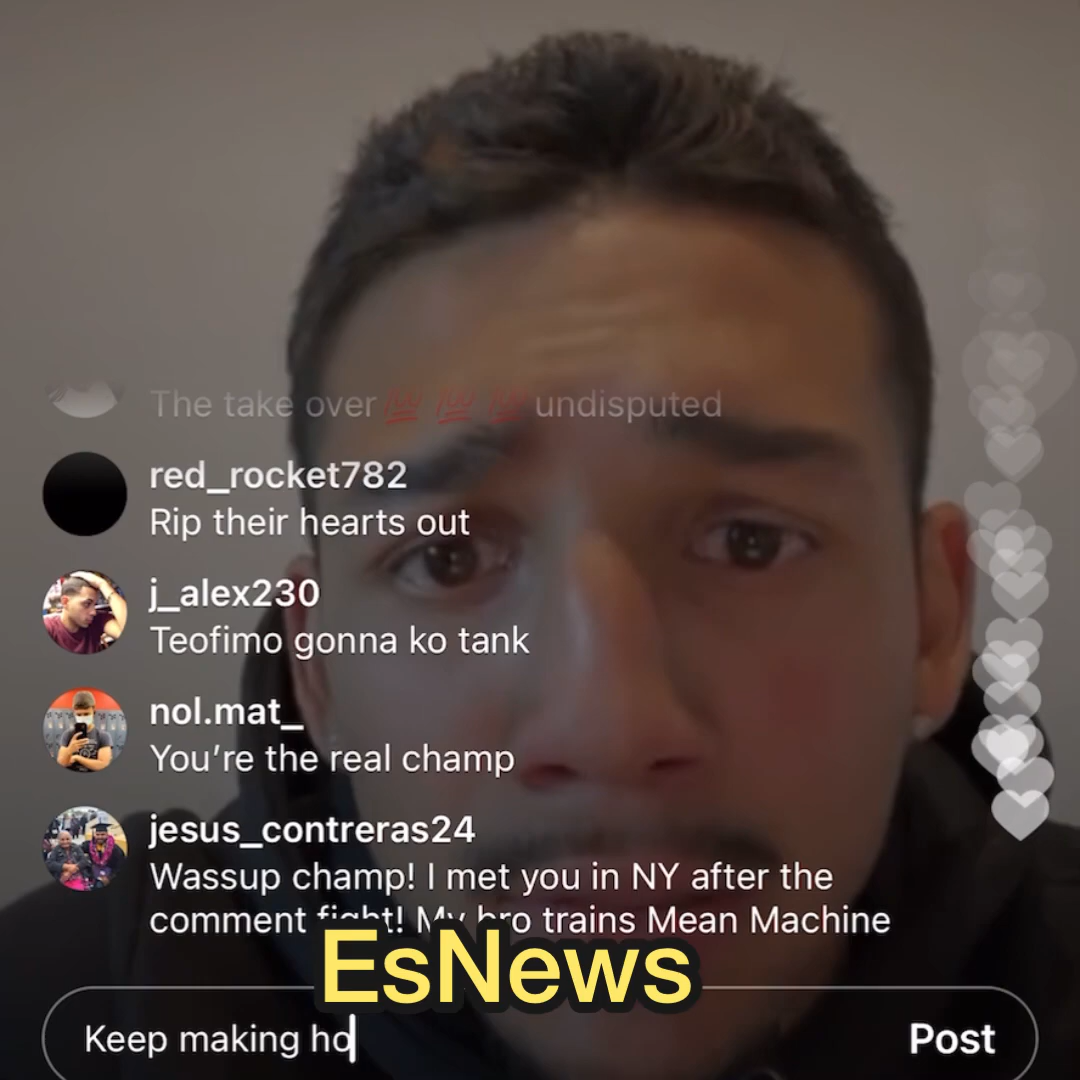 The take over💯💯💯undisputed
red_rocket782
Rip their hearts out
j_alex230
Teofimo gonna ko tank
nol.mat_
You’re the real champ
jesus_contreras24
Wassup champ! I met you in NY after the
comment fight! My bro trains Mean Machine
EsNews
Keep making ho
Post